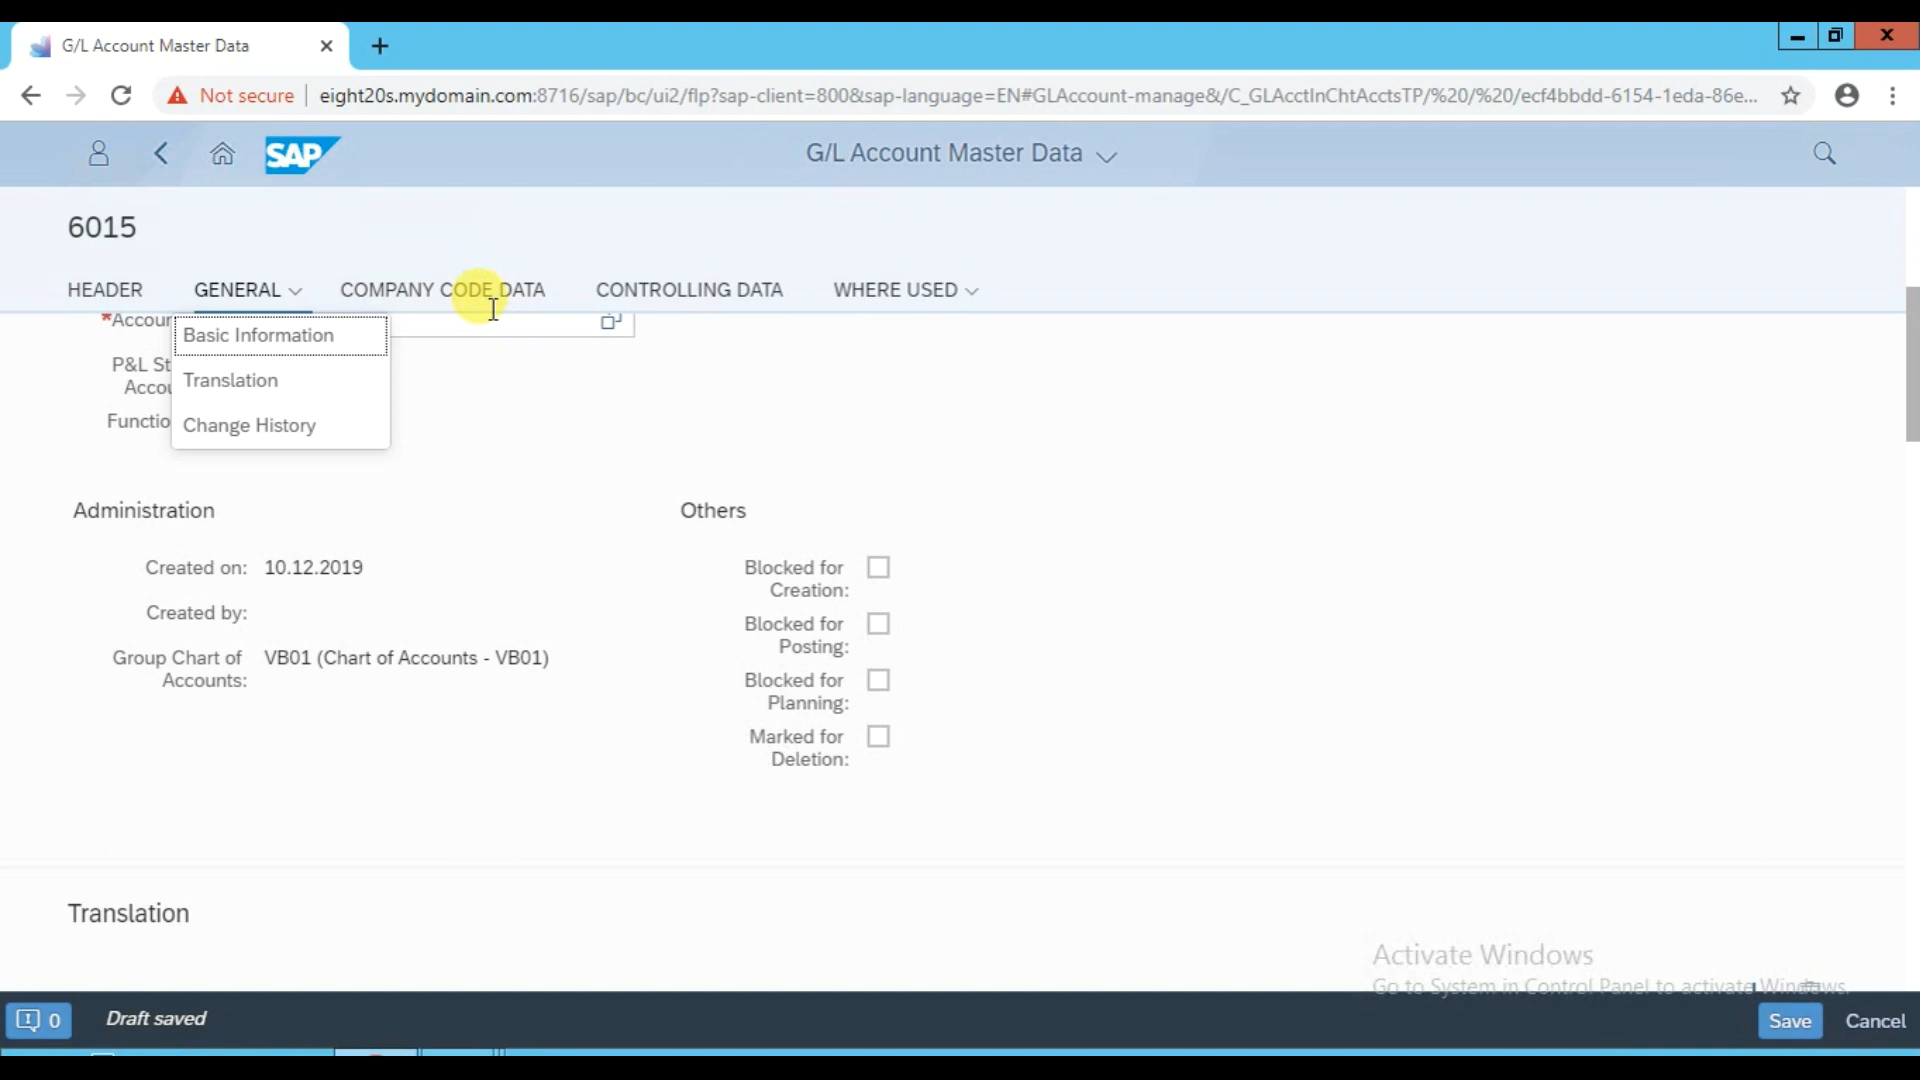 G/L Account Master Data
Not secure
eight20s.mydomain.com:8716/sap/bc/ui2/flp?sap-client=800&sap-language=EN#GLAccount-manage&/C_GLAcctInChtAcctsTP/%20/%20/ecf4bbdd-6154-1eda-86e...
SAP
G/L Account Master Data
6015
HEADER
GENERAL
COMPANY CODE DATA
CONTROLLING DATA
WHERE USED
*Accoun
Basic Information
P&L St
Accou
Translation
Functio
Change History
Administration
Others
Created on: 10.12.2019
Blocked for
Creation:
Created by:
Blocked for
Posting:
Group Chart of
Accounts:
VB01 (Chart of Accounts - VB01)
Blocked for
Planning:
Marked for
Deletion:
Translation
Activate Windows
Go to System in Control Panel to activate Windows.
0
Draft saved
Save
Cancel